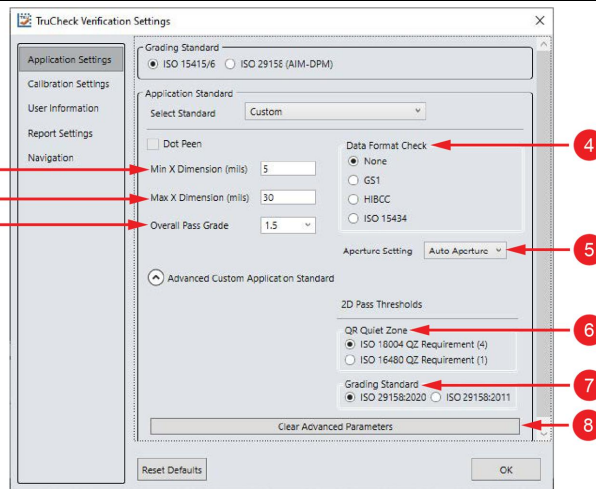 TruCheck Verification Settings
Application Settings
Calibration Settings
User Information
Report Settings
Navigation
Grading Standard
ISO 15415/6 ISO 29158 (AIM-DPM)
Application Standard
Select Standard Custom
Dot Peen
Min X Dimension (mils) 5
Max X Dimension (mils) 30
Overall Pass Grade 1.5
Data Format Check
None
GS1
HIBCC
ISO 15434
Aperture Setting Auto Aperture
Advanced Custom Application Standard
2D Pass Thresholds
QR Quiet Zone
ISO 18004 QZ Requirement (4)
ISO 16480 QZ Requirement (1)
Grading Standard
ISO 29158:2020 ISO 29158:2011
Clear Advanced Parameters
Reset Defaults OK
4
5
6
7
8